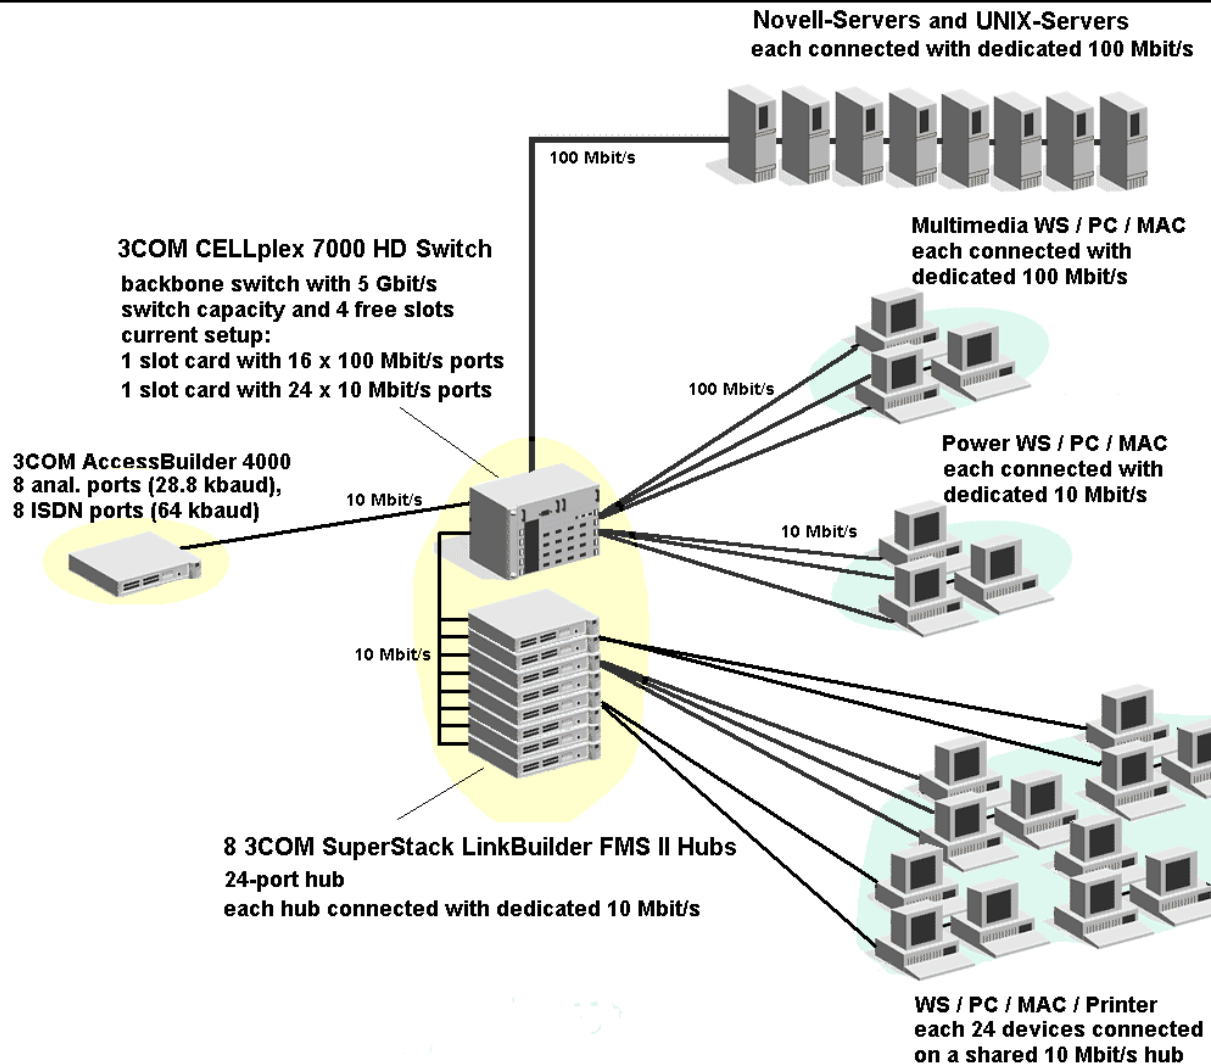 Novell-Servers and UNIX-Servers
each connected with dedicated 100 Mbit/s
100 Mbit/s
Multimedia WS / PC / MAC
each connected with
dedicated 100 Mbit/s
3COM CELLplex 7000 HD Switch
backbone switch with 5 Gbit/s
switch capacity and 4 free slots
current setup:
1 slot card with 16 x 100 Mbit/s ports
1 slot card with 24 x 10 Mbit/s ports
100 Mbit/s
Power WS / PC / MAC
each connected with
dedicated 10 Mbit/s
3COM AccessBuilder 4000
8 anal. ports (28.8 kbaud),
8 ISDN ports (64 kbaud)
10 Mbit/s
10 Mbit/s
10 Mbit/s
8 3COM SuperStack LinkBuilder FMS II Hubs
24-port hub
each hub connected with dedicated 10 Mbit/s
WS / PC / MAC / Printer
each 24 devices connected
on a shared 10 Mbit/s hub